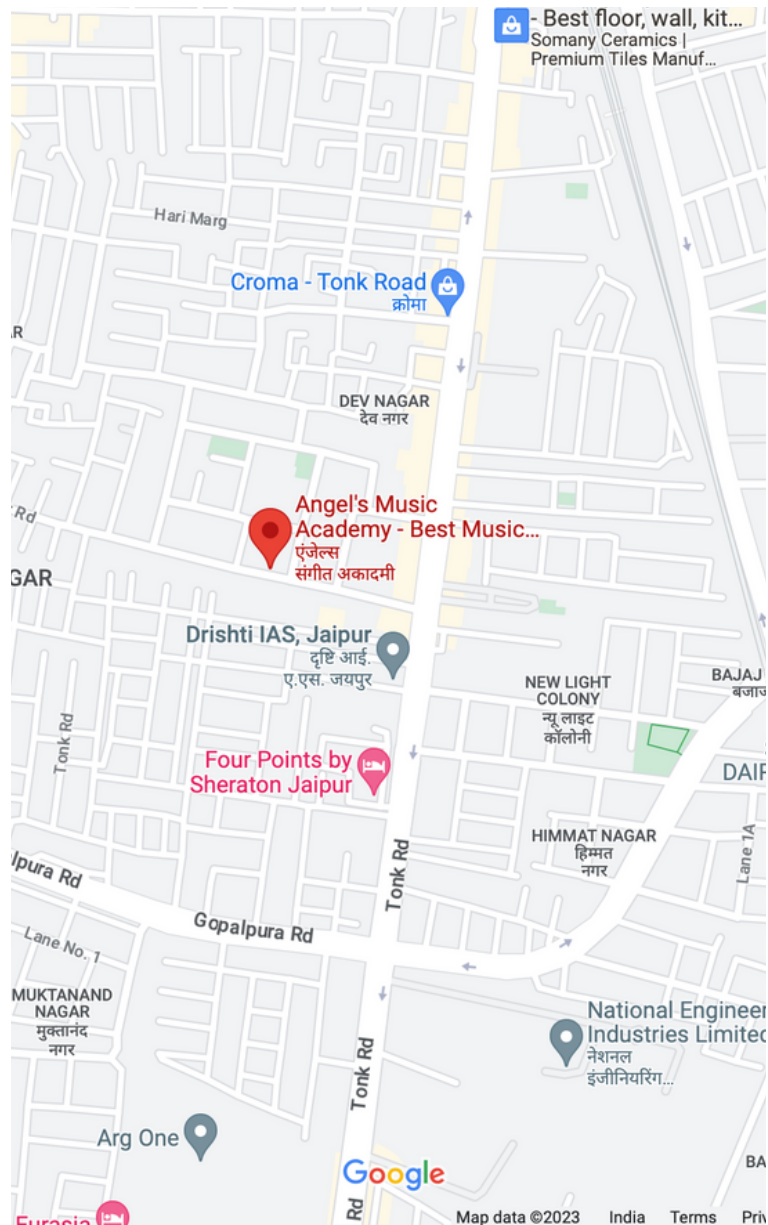 - Best floor, wall, kit...
Somany Ceramics |
Premium Tiles Manuf...
Hari Marg
Croma - Tonk Road
क्रोमा
AR
DEV NAGAR
देव नगर
Angel's Music
Academy - Best Music...
एंजेल्स
संगीत अकादमी
Rd
GAR
Drishti IAS, Jaipur
दृष्टि आई.
ए.एस. जयपुर
NEW LIGHT
COLONY
न्यू लाइट
कॉलोनी
BAJAJ
बजाज
Tonk Rd
Four Points by
Sheraton Jaipur
DAIR
HIMMAT NAGAR
हिम्मत
नगर
Lane 1A
Tonk Rd
lpura Rd
Gopalpura Rd
Lane No. 1
MUKTANAND
NAGAR
मुक्तानंद
नगर
National Engineer
Industries Limited
नेशनल
इंजीनियरिंग...
Tonk Rd
Arg One
BA
Google
Eurasia
Rd
Map data ©2023 India Terms Priv